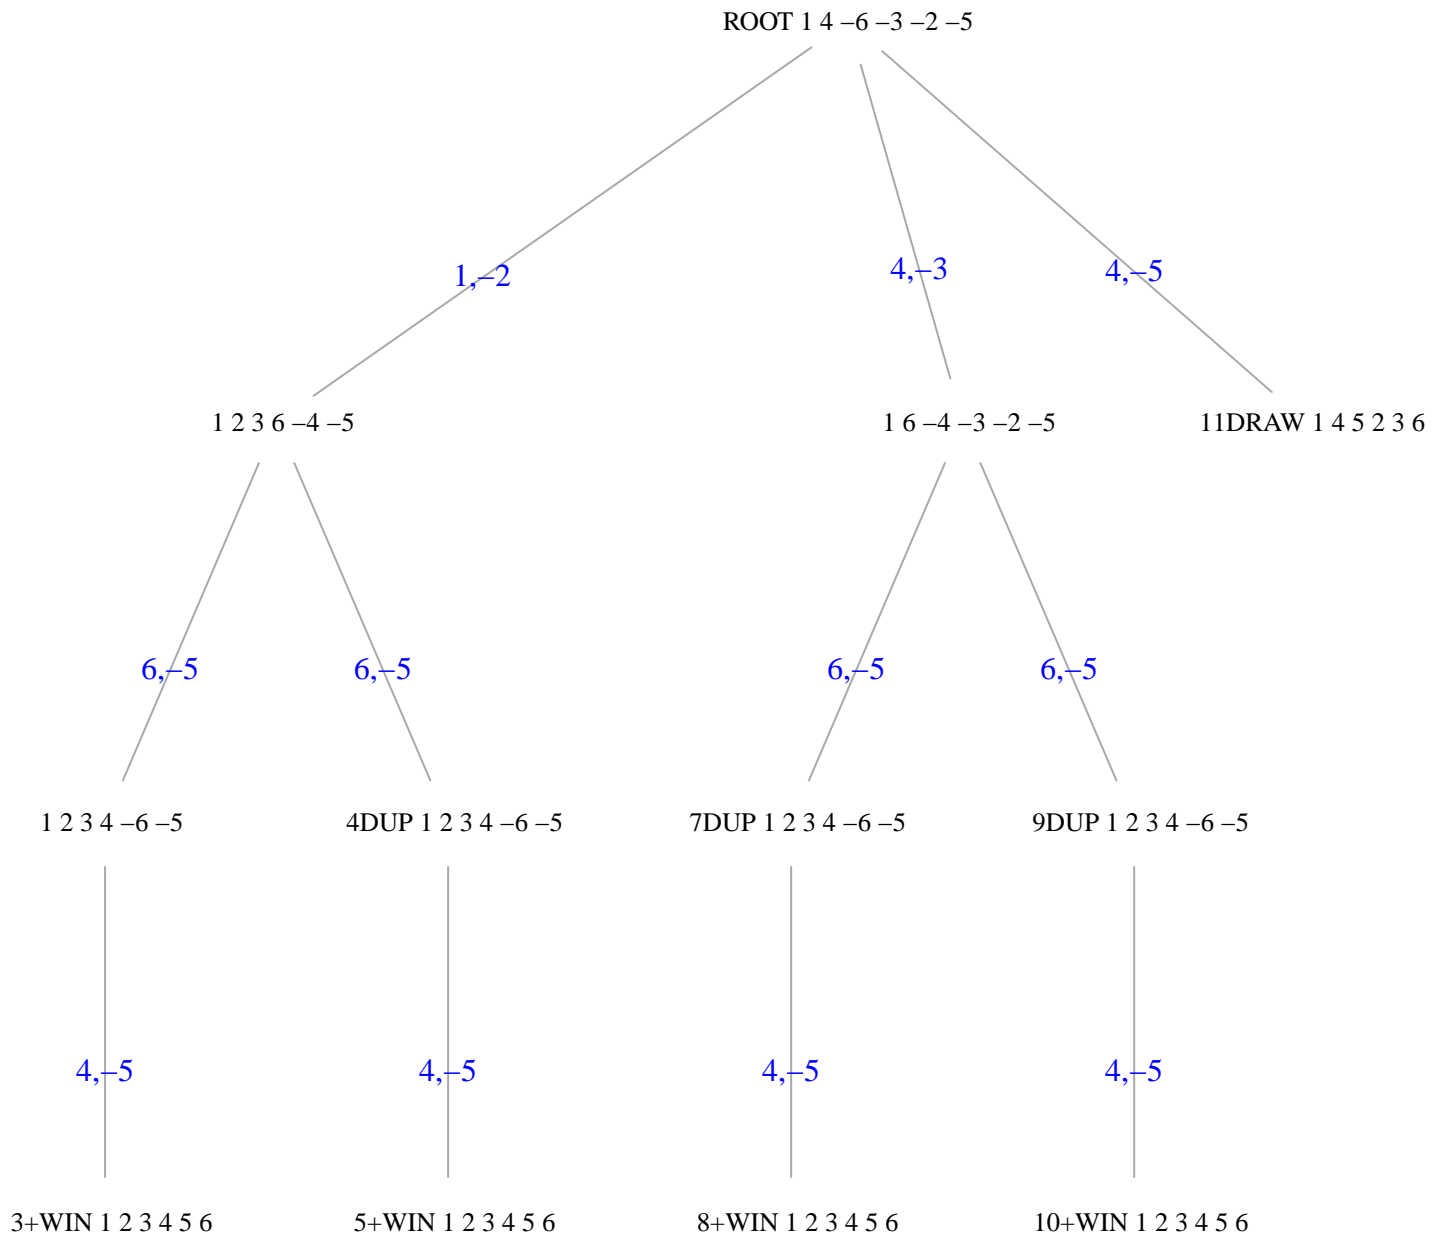 ROOT 1 4 –6 –3 –2 –5
1,–2
4,–3
4,–5
1 2 3 6 –4 –5
1 6 –4 –3 –2 –5
11DRAW 1 4 5 2 3 6
6,–5
6,–5
6,–5
6,–5
1 2 3 4 –6 –5
4DUP 1 2 3 4 –6 –5
7DUP 1 2 3 4 –6 –5
9DUP 1 2 3 4 –6 –5
4,–5
4,–5
4,–5
4,–5
3+WIN 1 2 3 4 5 6
5+WIN 1 2 3 4 5 6
8+WIN 1 2 3 4 5 6
10+WIN 1 2 3 4 5 6